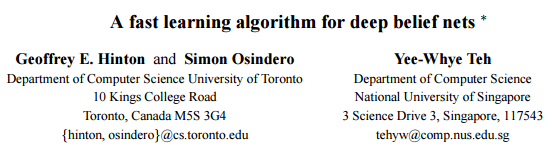 A fast learning algorithm for deep belief nets *
Geoffrey E. Hinton and Simon Osindero
Department of Computer Science University of Toronto
10 Kings College Road
Toronto, Canada M5S 3G4
{hinton, osindero}@cs.toronto.edu
Yee-Whye Teh
Department of Computer Science
National University of Singapore
3 Science Drive 3, Singapore, 117543
tehyw@comp.nus.edu.sg